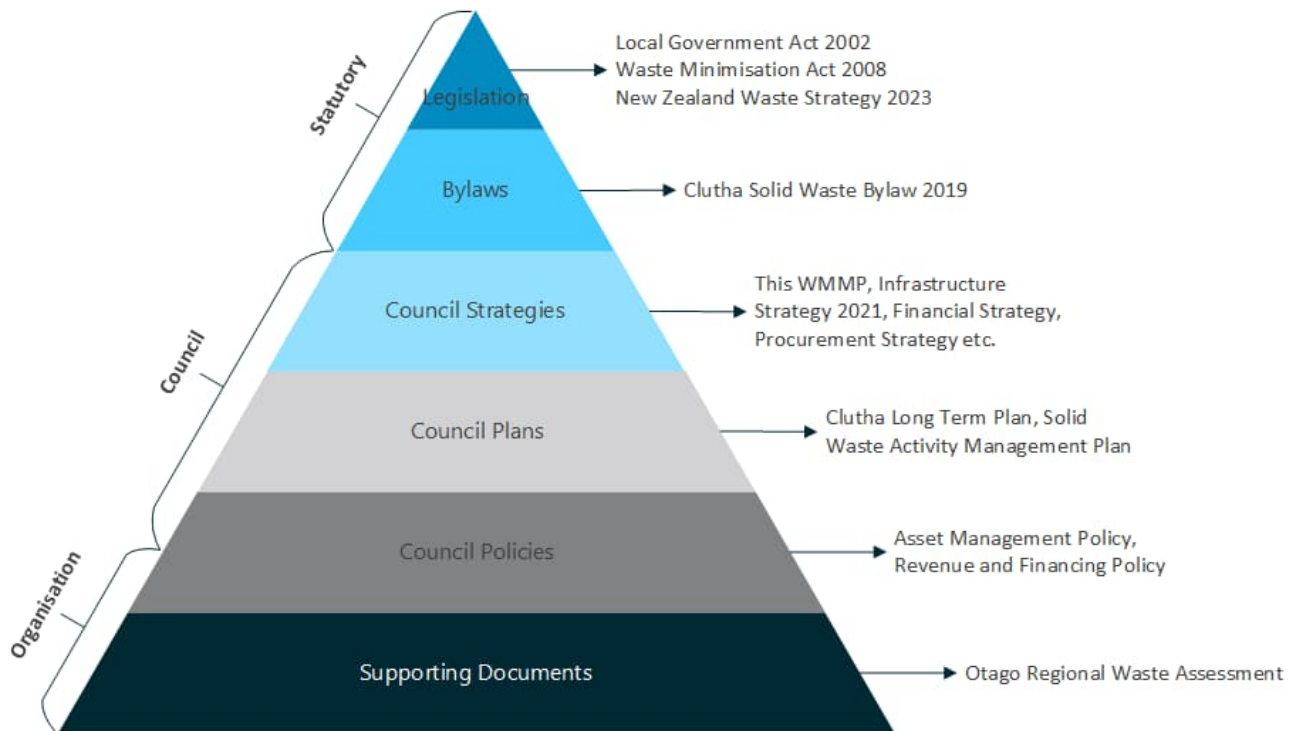 Statutory
Legislation
Local Government Act 2002
Waste Minimisation Act 2008
New Zealand Waste Strategy 2023
Bylaws
Clutha Solid Waste Bylaw 2019
Council
Council Strategies
This WMMP, Infrastructure
Strategy 2021, Financial Strategy,
Procurement Strategy etc.
Council Plans
Clutha Long Term Plan, Solid
Waste Activity Management Plan
Organisation
Council Policies
Asset Management Policy,
Revenue and Financing Policy
Supporting Documents
Otago Regional Waste Assessment